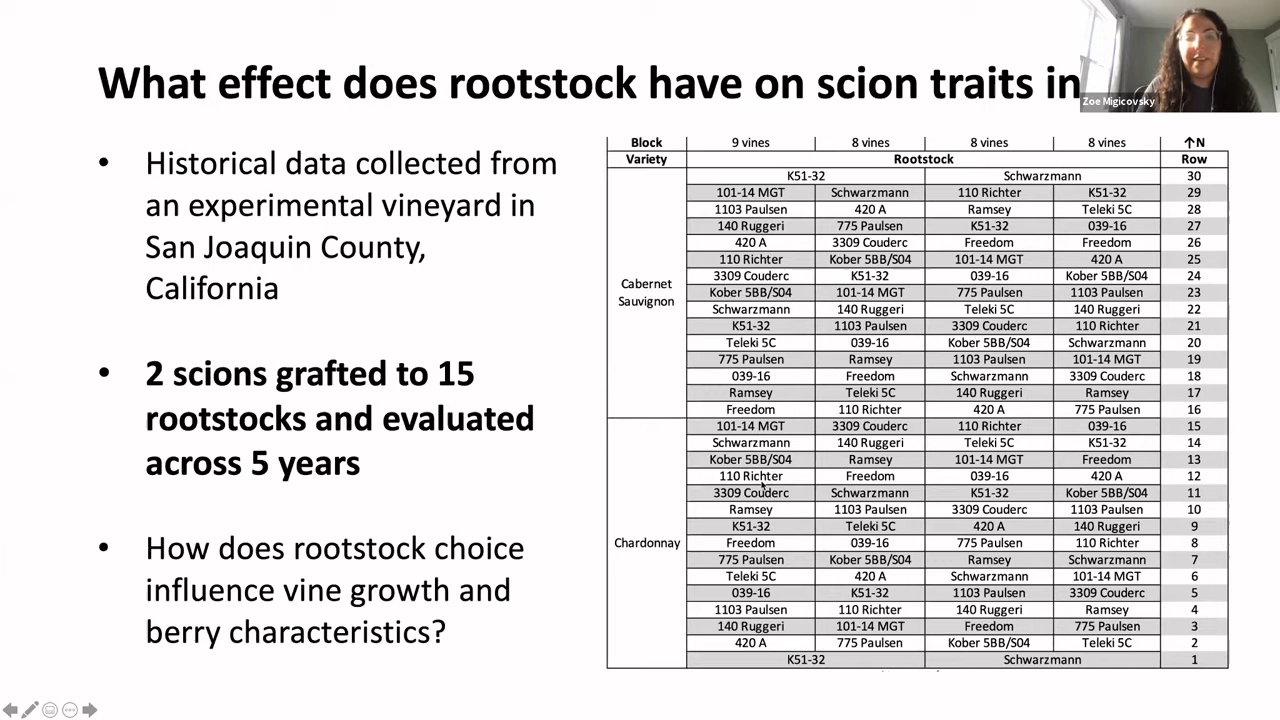 What effect does rootstock have on scion traits in
Zoe Migicovsky
• Historical data collected from
an experimental vineyard in
San Joaquin County,
California
• 2 scions grafted to 15
rootstocks and evaluated
across 5 years
• How does rootstock choice
influence vine growth and
berry characteristics?
Block 9 vines 8 vines 8 vines 8 vines ↑N
Variety Rootstock Row
K51-32 Schwarzmann 30
101-14 MGT Schwarzmann 110 Richter K51-32 29
1103 Paulsen 420 A Ramsey Teleki 5C 28
140 Ruggeri 775 Paulsen K51-32 039-16 27
420 A 3309 Couderc Freedom Freedom 26
110 Richter Kober 5BB/S04 101-14 MGT 420 A 25
3309 Couderc K51-32 039-16 Kober 5BB/S04 24
Cabernet
Sauvignon
Kober 5BB/S04 101-14 MGT 775 Paulsen 1103 Paulsen 23
Schwarzmann 140 Ruggeri Teleki 5C 140 Ruggeri 22
K51-32 1103 Paulsen 3309 Couderc 110 Richter 21
Teleki 5C 039-16 Kober 5BB/S04 Schwarzmann 20
775 Paulsen Ramsey 1103 Paulsen 101-14 MGT 19
039-16 Freedom Schwarzmann 3309 Couderc 18
Ramsey Teleki 5C 140 Ruggeri Ramsey 17
Freedom 110 Richter 420 A 775 Paulsen 16
101-14 MGT 3309 Couderc 110 Richter 039-16 15
Schwarzmann 140 Ruggeri Teleki 5C K51-32 14
Kober 5BB/S04 Ramsey 101-14 MGT Freedom 13
110 Richter Freedom 039-16 420 A 12
3309 Couderc Schwarzmann K51-32 Kober 5BB/S04 11
Ramsey 1103 Paulsen 3309 Couderc 1103 Paulsen 10
K51-32 Teleki 5C 420 A 140 Ruggeri 9
Chardonnay Freedom 039-16 775 Paulsen 110 Richter 8
775 Paulsen Kober 5BB/S04 Ramsey Schwarzmann 7
Teleki 5C 420 A Schwarzmann 101-14 MGT 6
039-16 K51-32 1103 Paulsen 3309 Couderc 5
1103 Paulsen 110 Richter 140 Ruggeri Ramsey 4
140 Ruggeri 101-14 MGT Freedom 775 Paulsen 3
420 A 775 Paulsen Kober 5BB/S04 Teleki 5C 2
K51-32 Schwarzmann 1